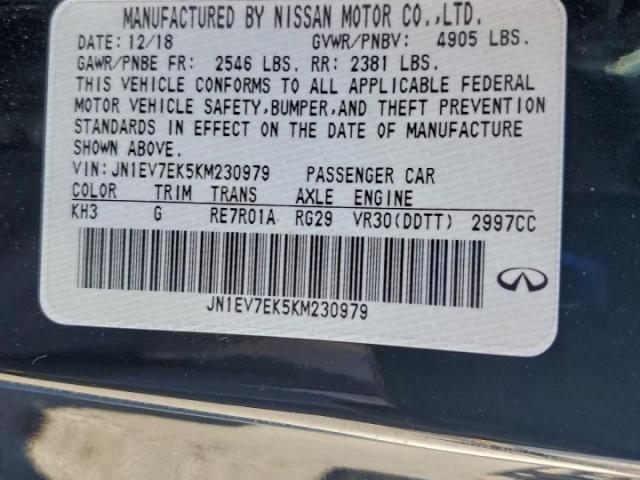 MANUFACTURED BY NISSAN MOTOR CO.,LTD.
DATE: 12/18 GVWR/PNBV: 4905 LBS.
GAWR/PNBE FR: 2546 LBS. RR: 2381 LBS.
THIS VEHICLE CONFORMS TO ALL APPLICABLE FEDERAL
MOTOR VEHICLE SAFETY,BUMPER,AND THEFT PREVENTION
STANDARDS IN EFFECT ON THE DATE OF MANUFACTURE
SHOWN ABOVE.
VIN:JN1EV7EK5KM230979 PASSENGER CAR
COLOR TRIM TRANS AXLE ENGINE
KH3 G RE7R01A RG29 VR30(DDTT) 2997CC
JN1EV7EK5KM230979